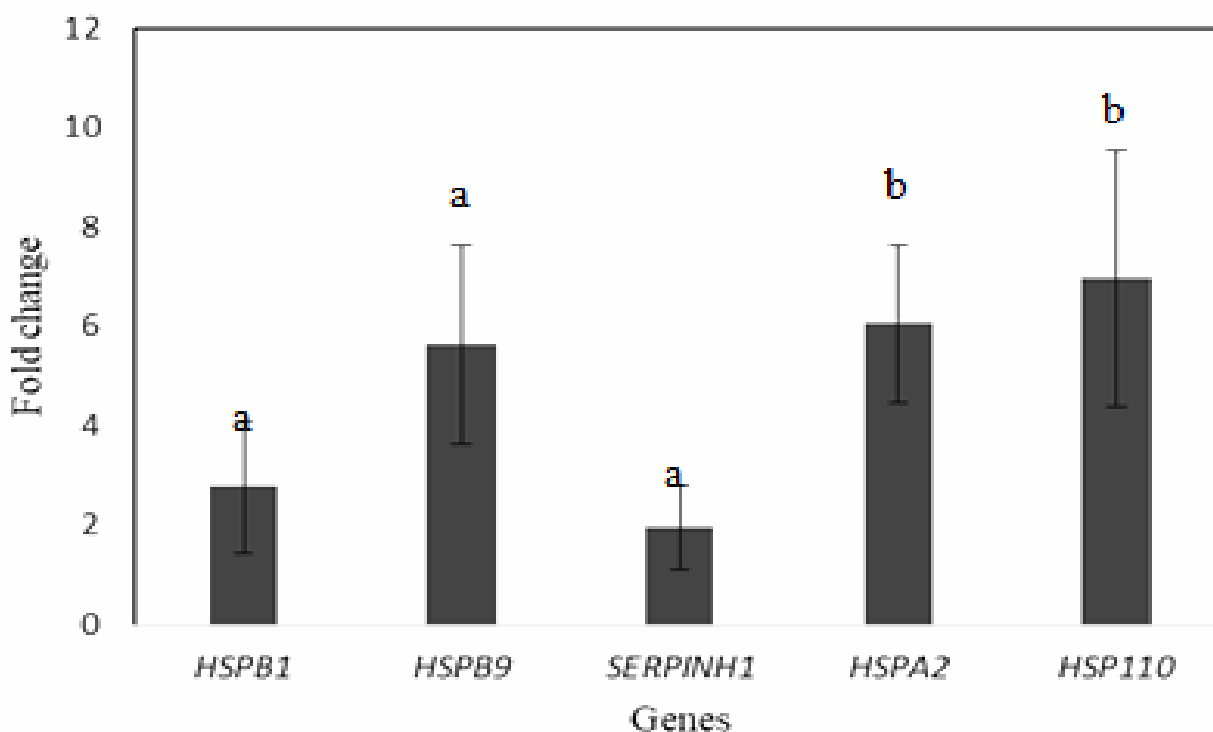 12
10
8
6
4
2
0
Fold change
a
a
a
b
b
HSPB1 HSPB9 SERPINH1 HSPA2 HSP110
Genes